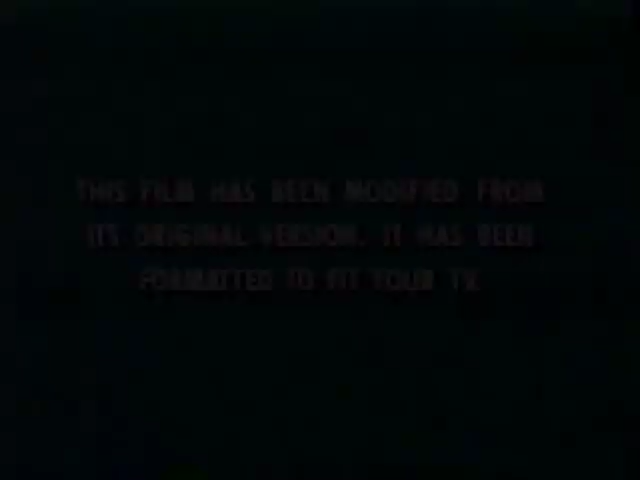 THIS FILM HAS BEEN MODIFIED FROM
ITS ORIGINAL VERSION. IT HAS BEEN
FORMATTED TO FIT YOUR TV.